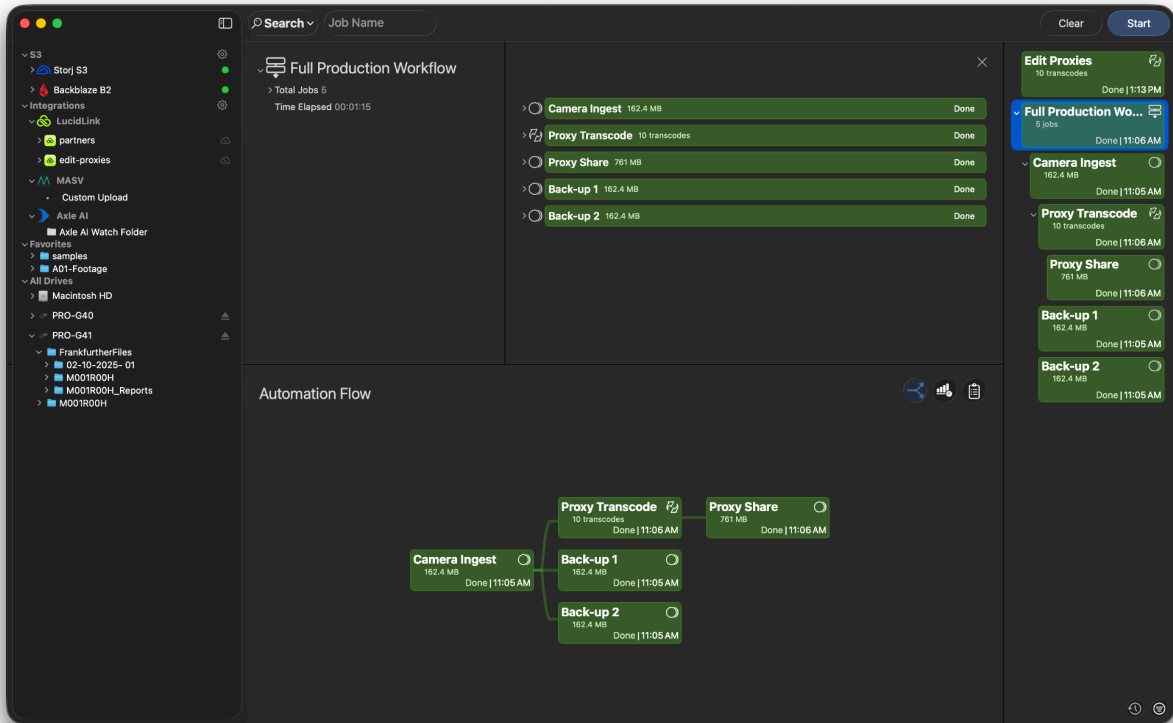 Search
Job Name
Clear
Start
S3
Storj S3
Backblaze B2
Integrations
LucidLink
partners
edit-proxies
MASV
Custom Upload
Axle AI
Axle AI Watch Folder
Favorites
samples
A01-Footage
All Drives
Macintosh HD
PRO-G40
PRO-G41
FrankfurtherFiles
02-10-2025- 01
M001R00H
M001R00H_Reports
M001R00H
Full Production Workflow
Total Jobs 5
Time Elapsed 00:01:15
Camera Ingest 162.4 MB Done
Proxy Transcode 10 transcodes Done
Proxy Share 761 MB Done
Back-up 1 162.4 MB Done
Back-up 2 162.4 MB Done
Automation Flow
Camera Ingest
162.4 MB
Done | 11:05 AM
Proxy Transcode
10 transcodes
Done | 11:06 AM
Proxy Share
761 MB
Done | 11:06 AM
Back-up 1
162.4 MB
Done | 11:05 AM
Back-up 2
162.4 MB
Done | 11:05 AM
Edit Proxies
10 transcodes
Done | 1:13 PM
Full Production Wo...
5 jobs
Done | 11:06 AM
Camera Ingest
162.4 MB
Done | 11:05 AM
Proxy Transcode
10 transcodes
Done | 11:06 AM
Proxy Share
761 MB
Done | 11:06 AM
Back-up 1
162.4 MB
Done | 11:05 AM
Back-up 2
162.4 MB
Done | 11:05 AM